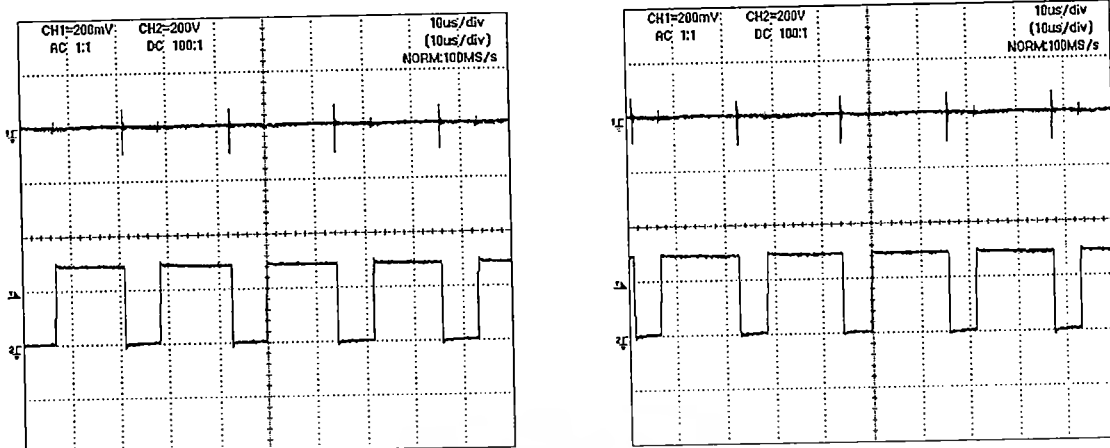 CH1=200mV CH2=200V 10us/div
AC 1:1 DC 100:1 (10us/div)
NORM:100MS/s
CH1=200mV CH2=200V 10us/div
AC 1:1 DC 100:1 (10us/div)
NORM:100MS/s